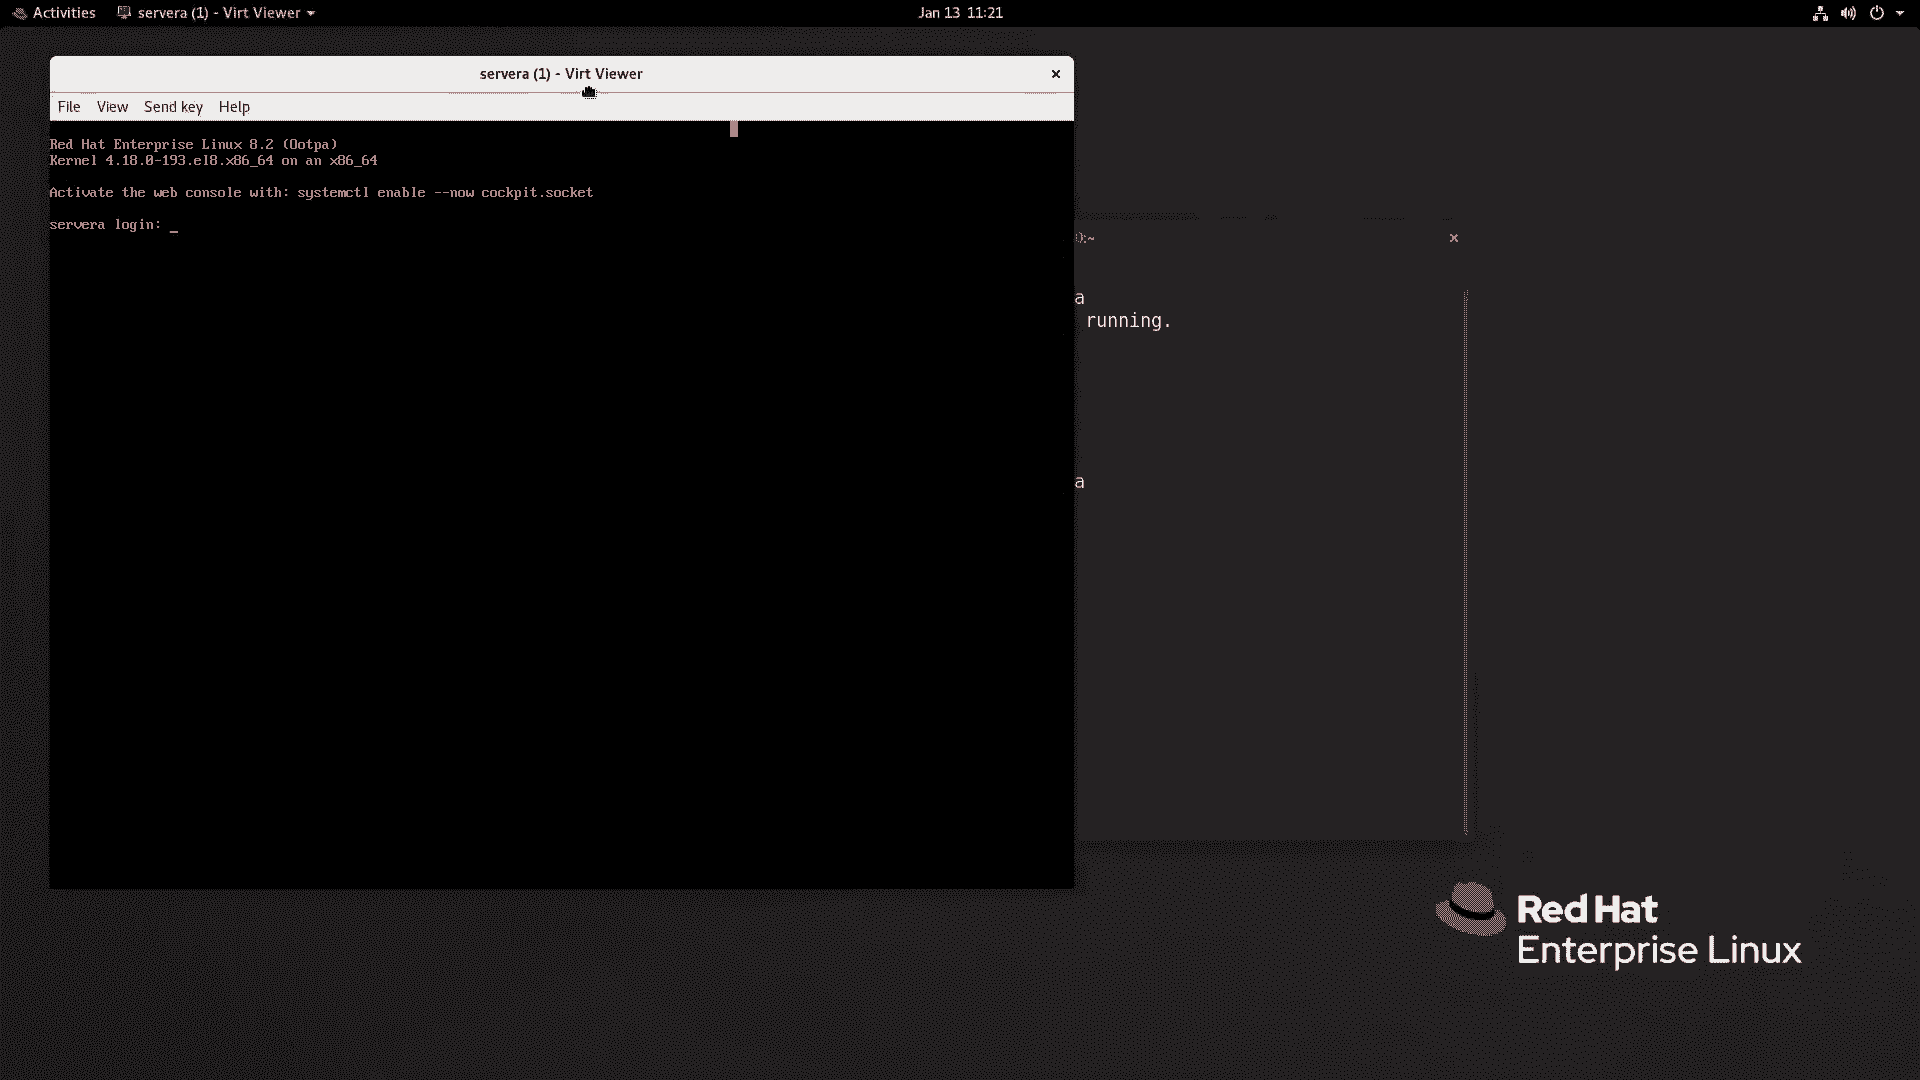 Activities servera (1) - Virt Viewer Jan 13 11:21
servera (1) - Virt Viewer
File View Send key Help
Red Hat Enterprise Linux 8.2 (Ootpa)
Kernel 4.18.0-193.el8.x86_64 on an x86_64
Activate the web console with: systemctl enable --now cockpit.socket
servera login: _
:~
a
running.
a
Red Hat
Enterprise Linux